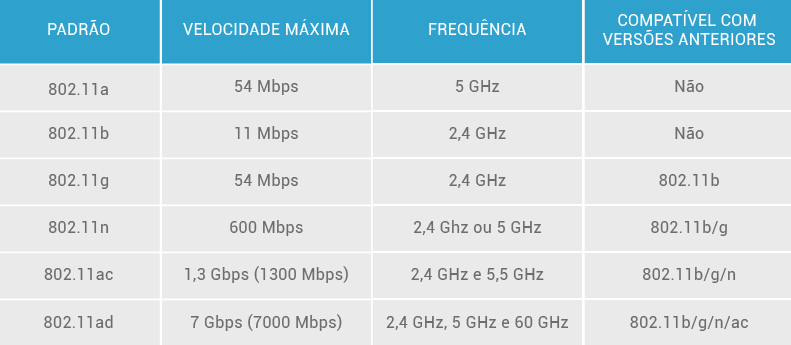 PADRÃO VELOCIDADE MÁXIMA FREQUÊNCIA COMPATÍVEL COM VERSÕES ANTERIORES
802.11a 54 Mbps 5 GHz Não
802.11b 11 Mbps 2,4 GHz Não
802.11g 54 Mbps 2,4 GHz 802.11b
802.11n 600 Mbps 2,4 Ghz ou 5 GHz 802.11b/g
802.11ac 1,3 Gbps (1300 Mbps) 2,4 GHz e 5,5 GHz 802.11b/g/n
802.11ad 7 Gbps (7000 Mbps) 2,4 GHz, 5 GHz e 60 GHz 802.11b/g/n/ac